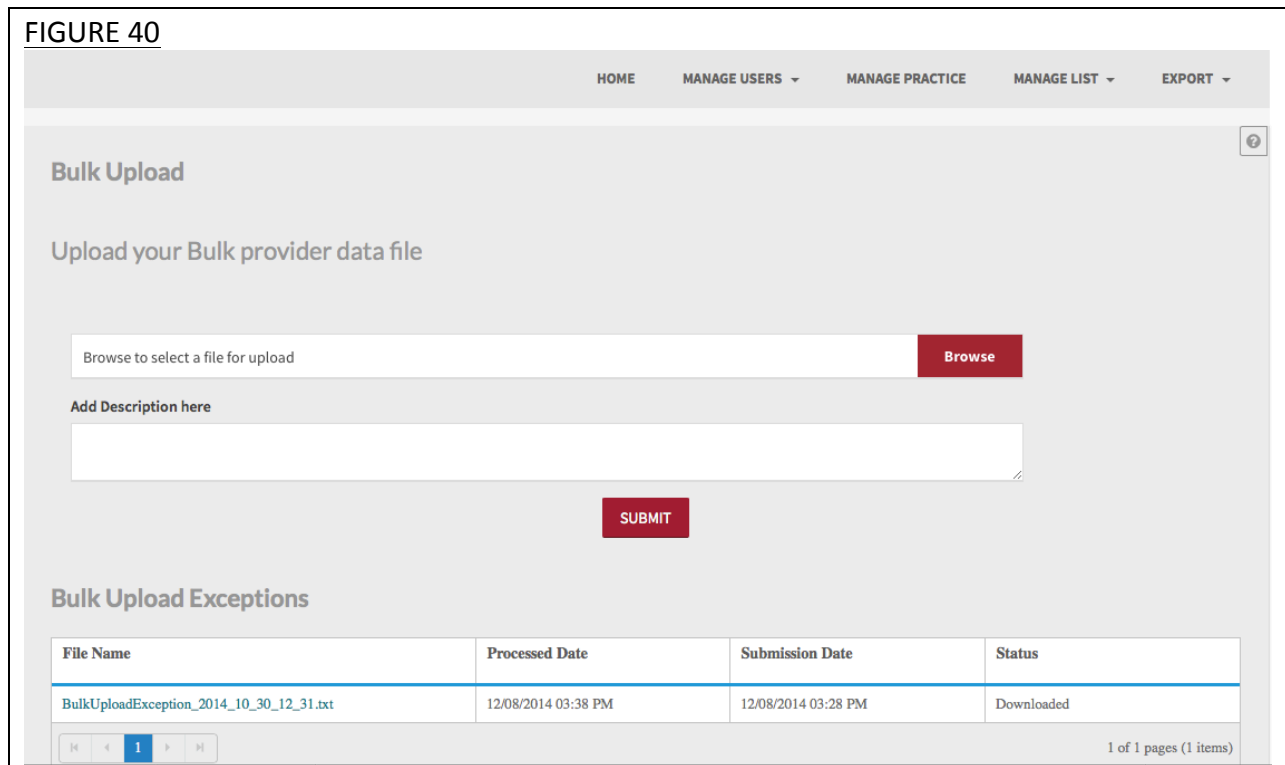 FIGURE 40
HOME MANAGE USERS MANAGE PRACTICE MANAGE LIST EXPORT
Bulk Upload
Upload your Bulk provider data file
Browse to select a file for upload Browse
Add Description here
SUBMIT
Bulk Upload Exceptions
File Name Processed Date Submission Date Status
BulkUploadException_2014_10_30_12_31.txt 12/08/2014 03:38 PM 12/08/2014 03:28 PM Downloaded
1 1 of 1 pages (1 items)